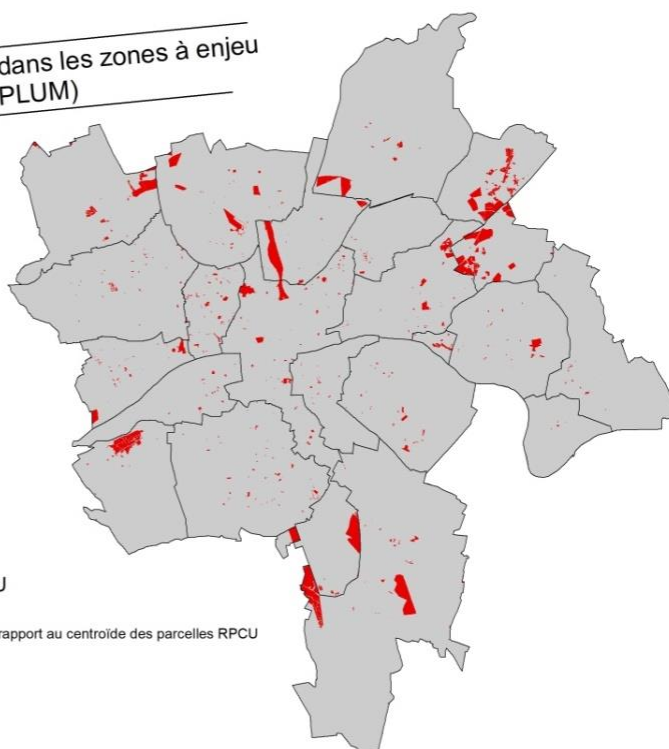 dans les zones à enjeu
PLUM)
U
rapport au centroïde des parcelles RPCU